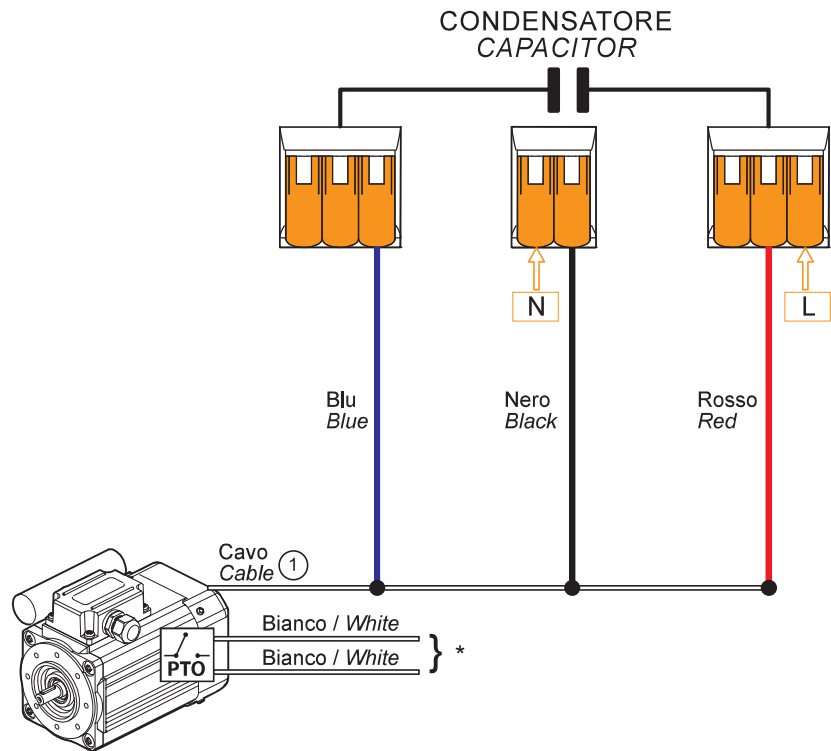 CONDENSATORE
CAPACITOR
N
L
Blu
Blue
Nero
Black
Rosso
Red
Cavo
Cable 1
Bianco / White
Bianco / White
} *
PTO